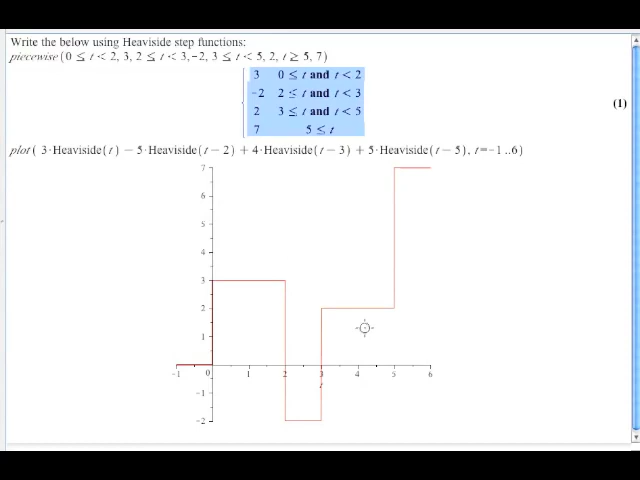 Write the below using Heaviside step functions:
piecewise(0 ≤ t < 2, 3, 2 ≤ t < 3, -2, 3 ≤ t < 5, 2, t ≥ 5, 7)
3 0 ≤ t and t < 2
-2 2 ≤ t and t < 3
(1)
2 3 ≤ t and t < 5
7 5 ≤ t
plot( 3·Heaviside(t) − 5·Heaviside(t − 2) + 4·Heaviside(t − 3) + 5·Heaviside(t − 5), t=−1 ..6)
7
6
5
4
3
2
1
-1 0 1 2 3 4 5 6
t
-1
-2